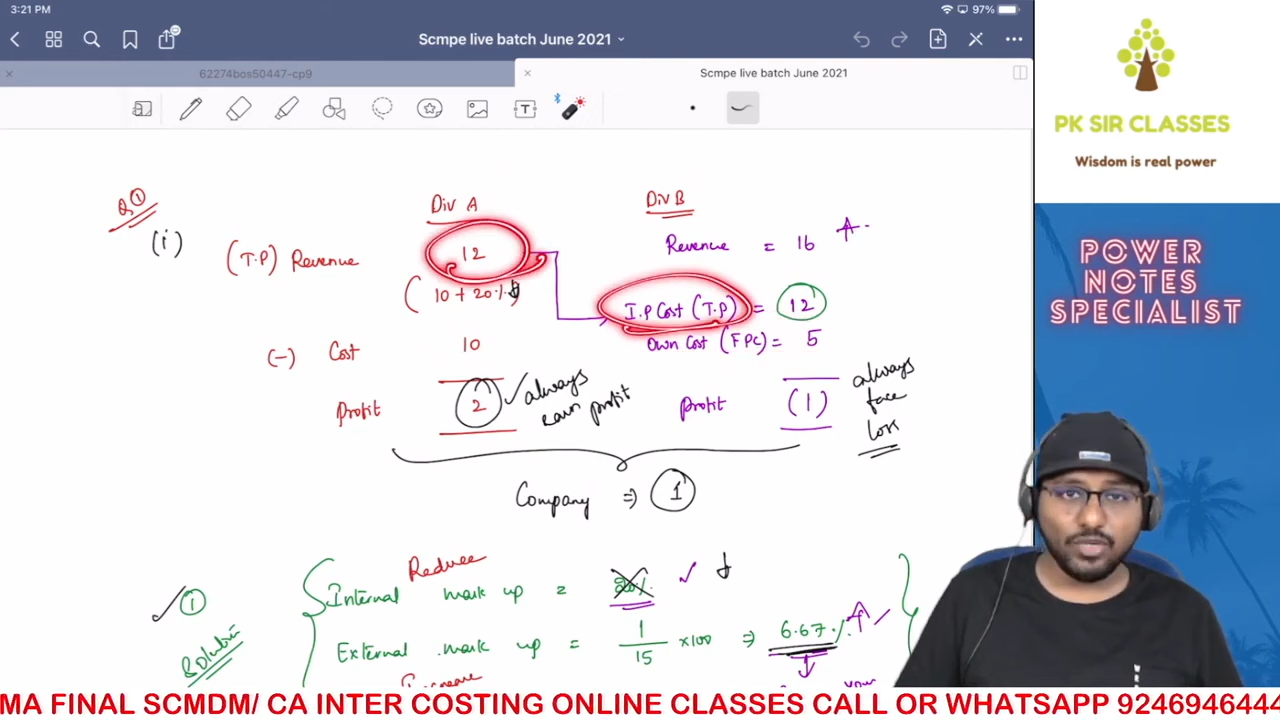 3:21 PM
97%
Scmpe live batch June 2021
62274bos50447-cp9
Scmpe live batch June 2021
PK SIR CLASSES
Wisdom is real power
POWER
NOTES
SPECIALIST
Q①
Div A
Div B
(i)
(T.P) Revenue
12
(10 + 20%)
Revenue = 16
I.P Cost (T.P) = 12
Own Cost (FPC) = 5
(-) Cost 10
Profit 2
always
earn profit
Profit (1)
always
face
loss
Company ⇒ 1
Reduce
① Internal mark up = 20%
Solution
External mark up = 1/15 x100 ⇒ 6.67%
Increase
your
MA FINAL SCMDM/ CA INTER COSTING ONLINE CLASSES CALL OR WHATSAPP 9246946444